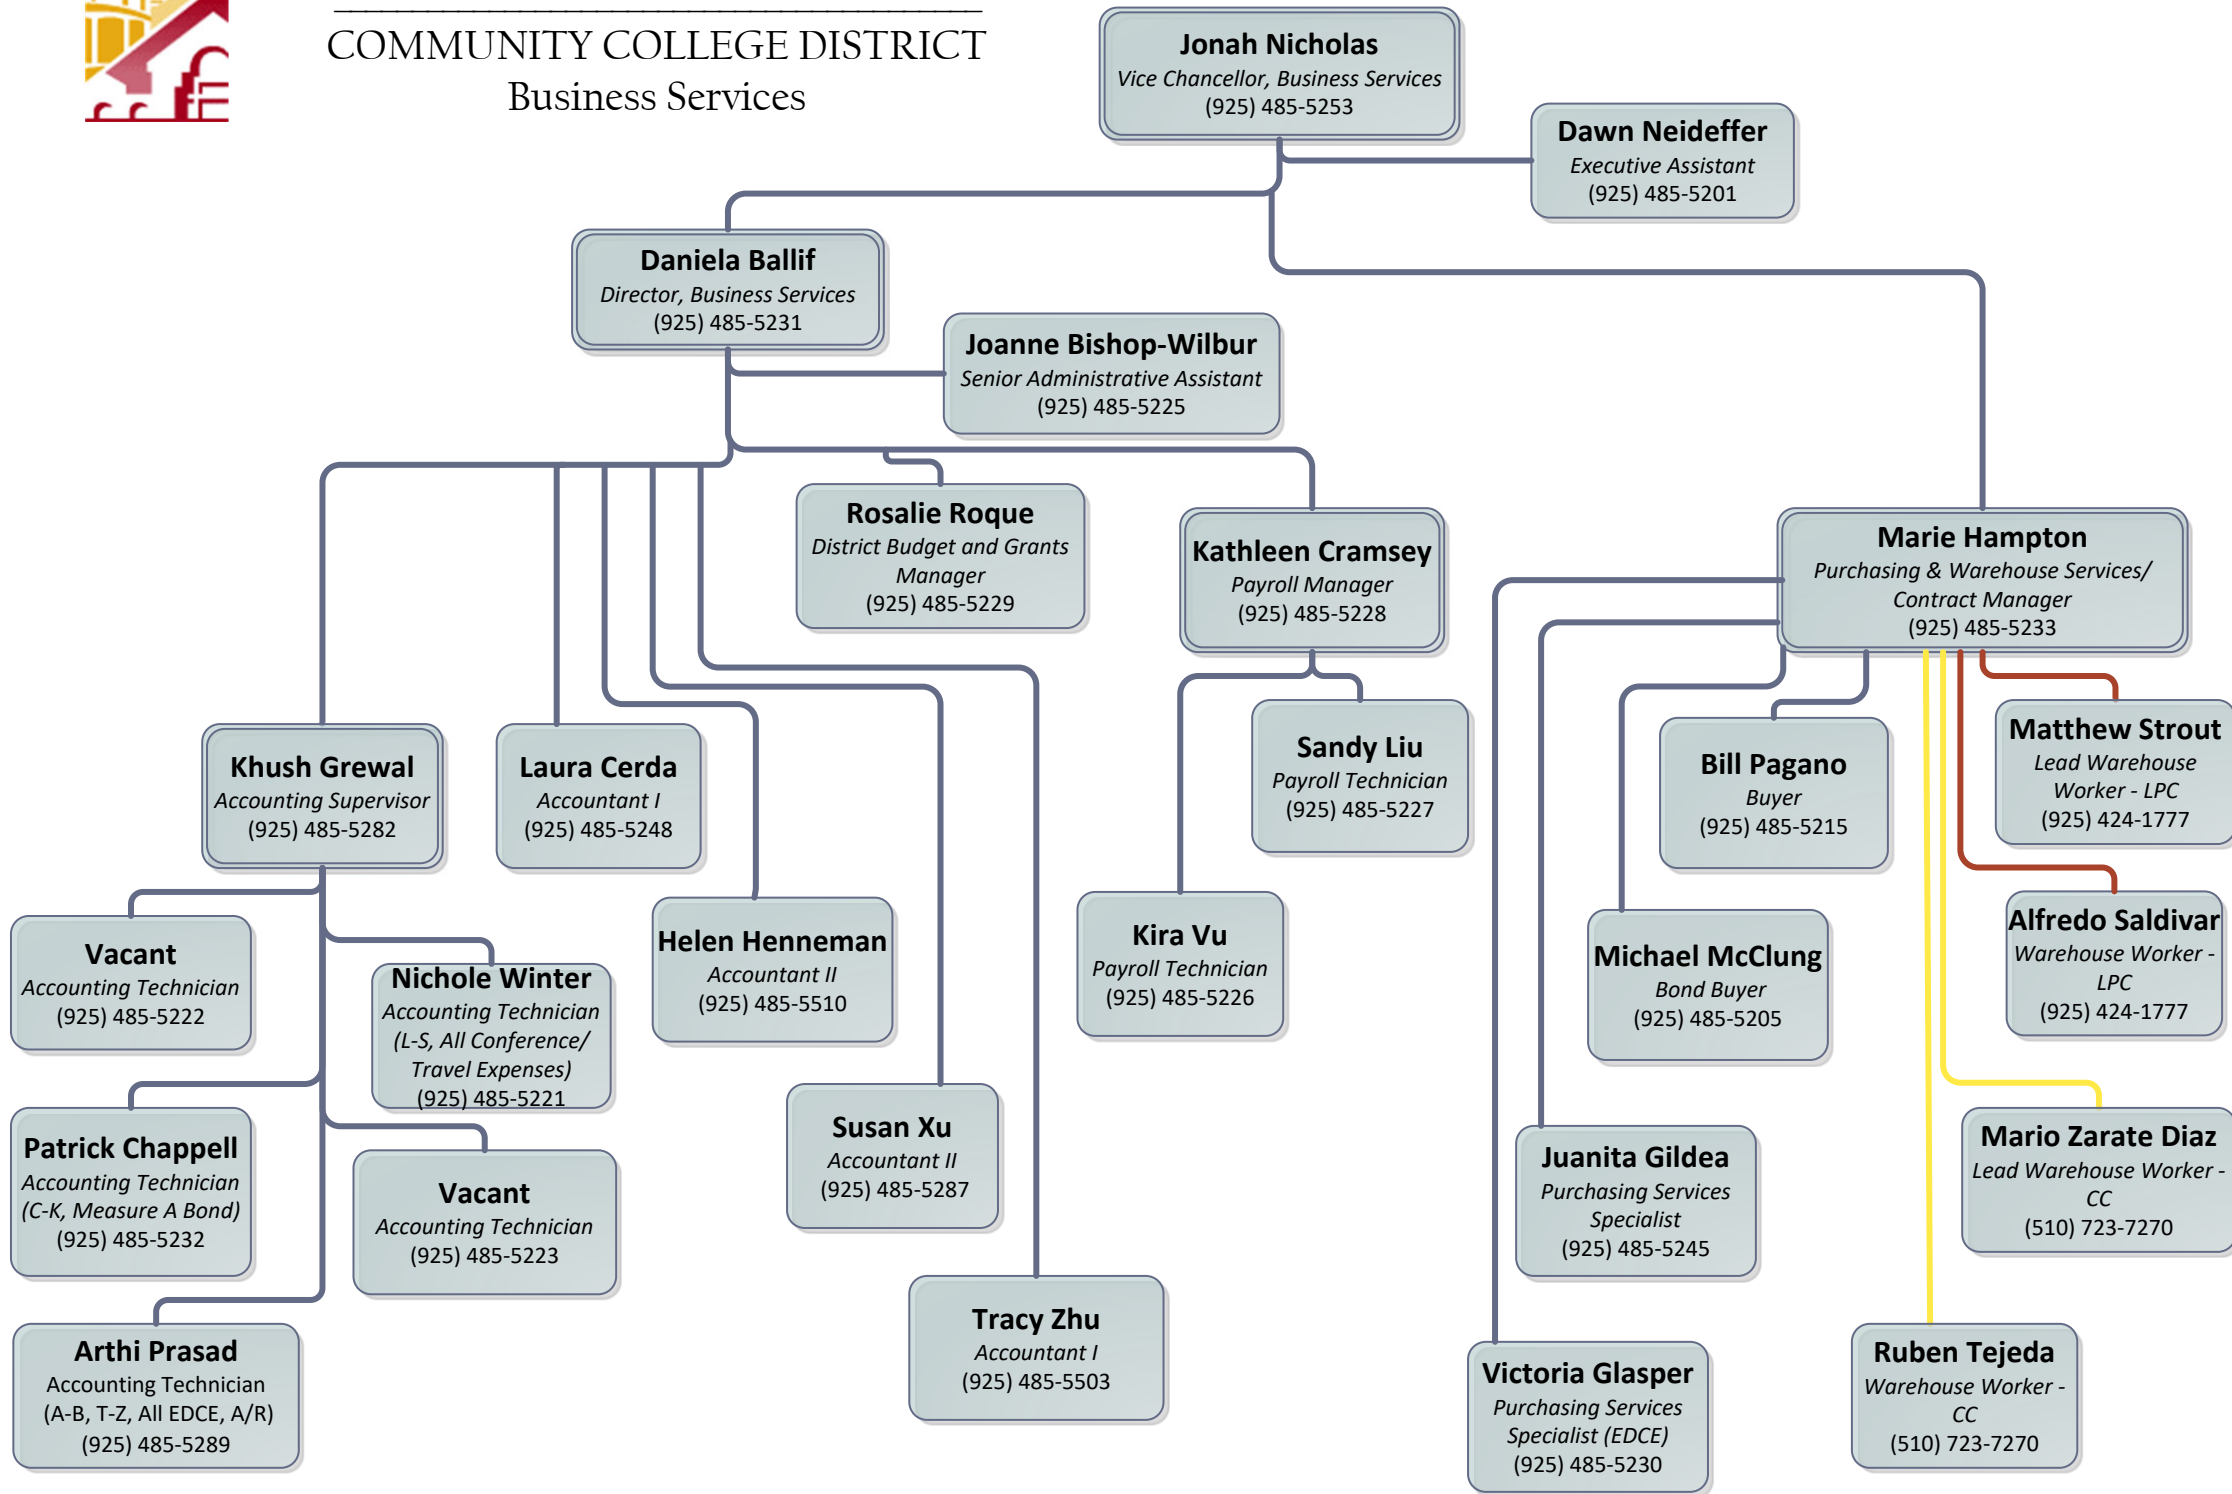 COMMUNITY COLLEGE DISTRICT
Business Services
Jonah Nicholas
Vice Chancellor, Business Services
(925) 485-5253
Dawn Neideffer
Executive Assistant
(925) 485-5201
Daniela Ballif
Director, Business Services
(925) 485-5231
Joanne Bishop-Wilbur
Senior Administrative Assistant
(925) 485-5225
Rosalie Roque
District Budget and Grants
Manager
(925) 485-5229
Kathleen Cramsey
Payroll Manager
(925) 485-5228
Marie Hampton
Purchasing & Warehouse Services/
Contract Manager
(925) 485-5233
Khush Grewal
Accounting Supervisor
(925) 485-5282
Laura Cerda
Accountant I
(925) 485-5248
Sandy Liu
Payroll Technician
(925) 485-5227
Bill Pagano
Buyer
(925) 485-5215
Matthew Strout
Lead Warehouse
Worker - LPC
(925) 424-1777
Vacant
Accounting Technician
(925) 485-5222
Nichole Winter
Accounting Technician
(L-S, All Conference/
Travel Expenses)
(925) 485-5221
Helen Henneman
Accountant II
(925) 485-5510
Kira Vu
Payroll Technician
(925) 485-5226
Michael McClung
Bond Buyer
(925) 485-5205
Alfredo Saldivar
Warehouse Worker -
LPC
(925) 424-1777
Patrick Chappell
Accounting Technician
(C-K, Measure A Bond)
(925) 485-5232
Vacant
Accounting Technician
(925) 485-5223
Susan Xu
Accountant II
(925) 485-5287
Juanita Gildea
Purchasing Services
Specialist
(925) 485-5245
Mario Zarate Diaz
Lead Warehouse Worker -
CC
(510) 723-7270
Arthi Prasad
Accounting Technician
(A-B, T-Z, All EDCE, A/R)
(925) 485-5289
Tracy Zhu
Accountant I
(925) 485-5503
Victoria Glasper
Purchasing Services
Specialist (EDCE)
(925) 485-5230
Ruben Tejeda
Warehouse Worker -
CC
(510) 723-7270